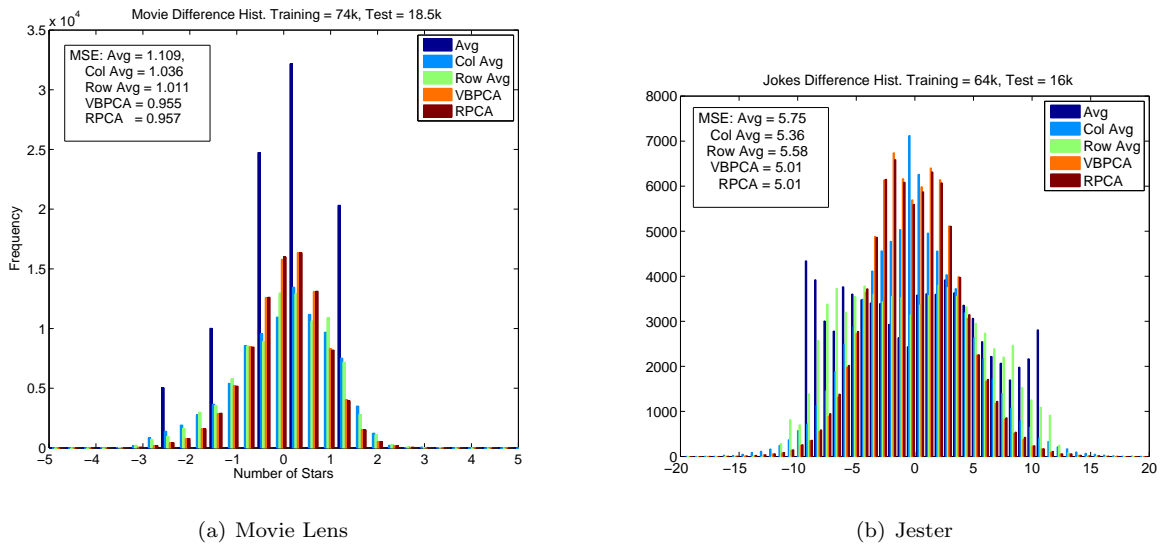 Movie Difference Hist. Training = 74k, Test = 18.5k
x 10⁴
3.5
3
2.5
2
1.5
1
0.5
0
Frequency
MSE: Avg = 1.109,
Col Avg = 1.036
Row Avg = 1.011
VBPCA = 0.955
RPCA = 0.957
Avg
Col Avg
Row Avg
VBPCA
RPCA
−5 −4 −3 −2 −1 0 1 2 3 4 5
Number of Stars
(a) Movie Lens
Jokes Difference Hist. Training = 64k, Test = 16k
8000
7000
6000
5000
4000
3000
2000
1000
0
MSE: Avg = 5.75
Col Avg = 5.36
Row Avg = 5.58
VBPCA = 5.01
RPCA = 5.01
Avg
Col Avg
Row Avg
VBPCA
RPCA
−20 −15 −10 −5 0 5 10 15 20
(b) Jester